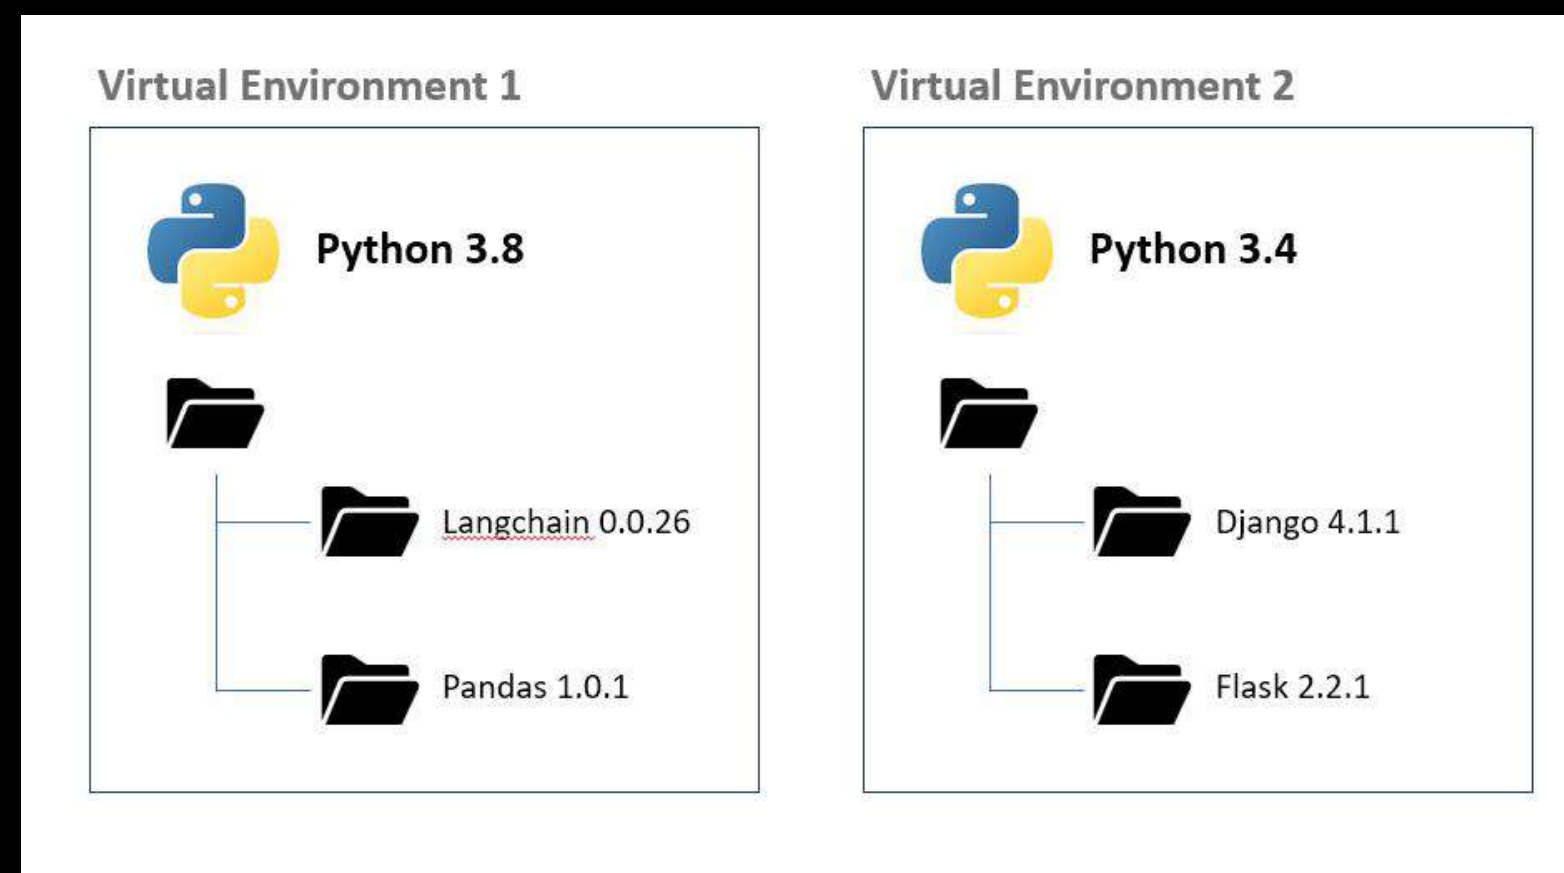 Virtual Environment 1
Python 3.8
Langchain 0.0.26
Pandas 1.0.1
Virtual Environment 2
Python 3.4
Django 4.1.1
Flask 2.2.1